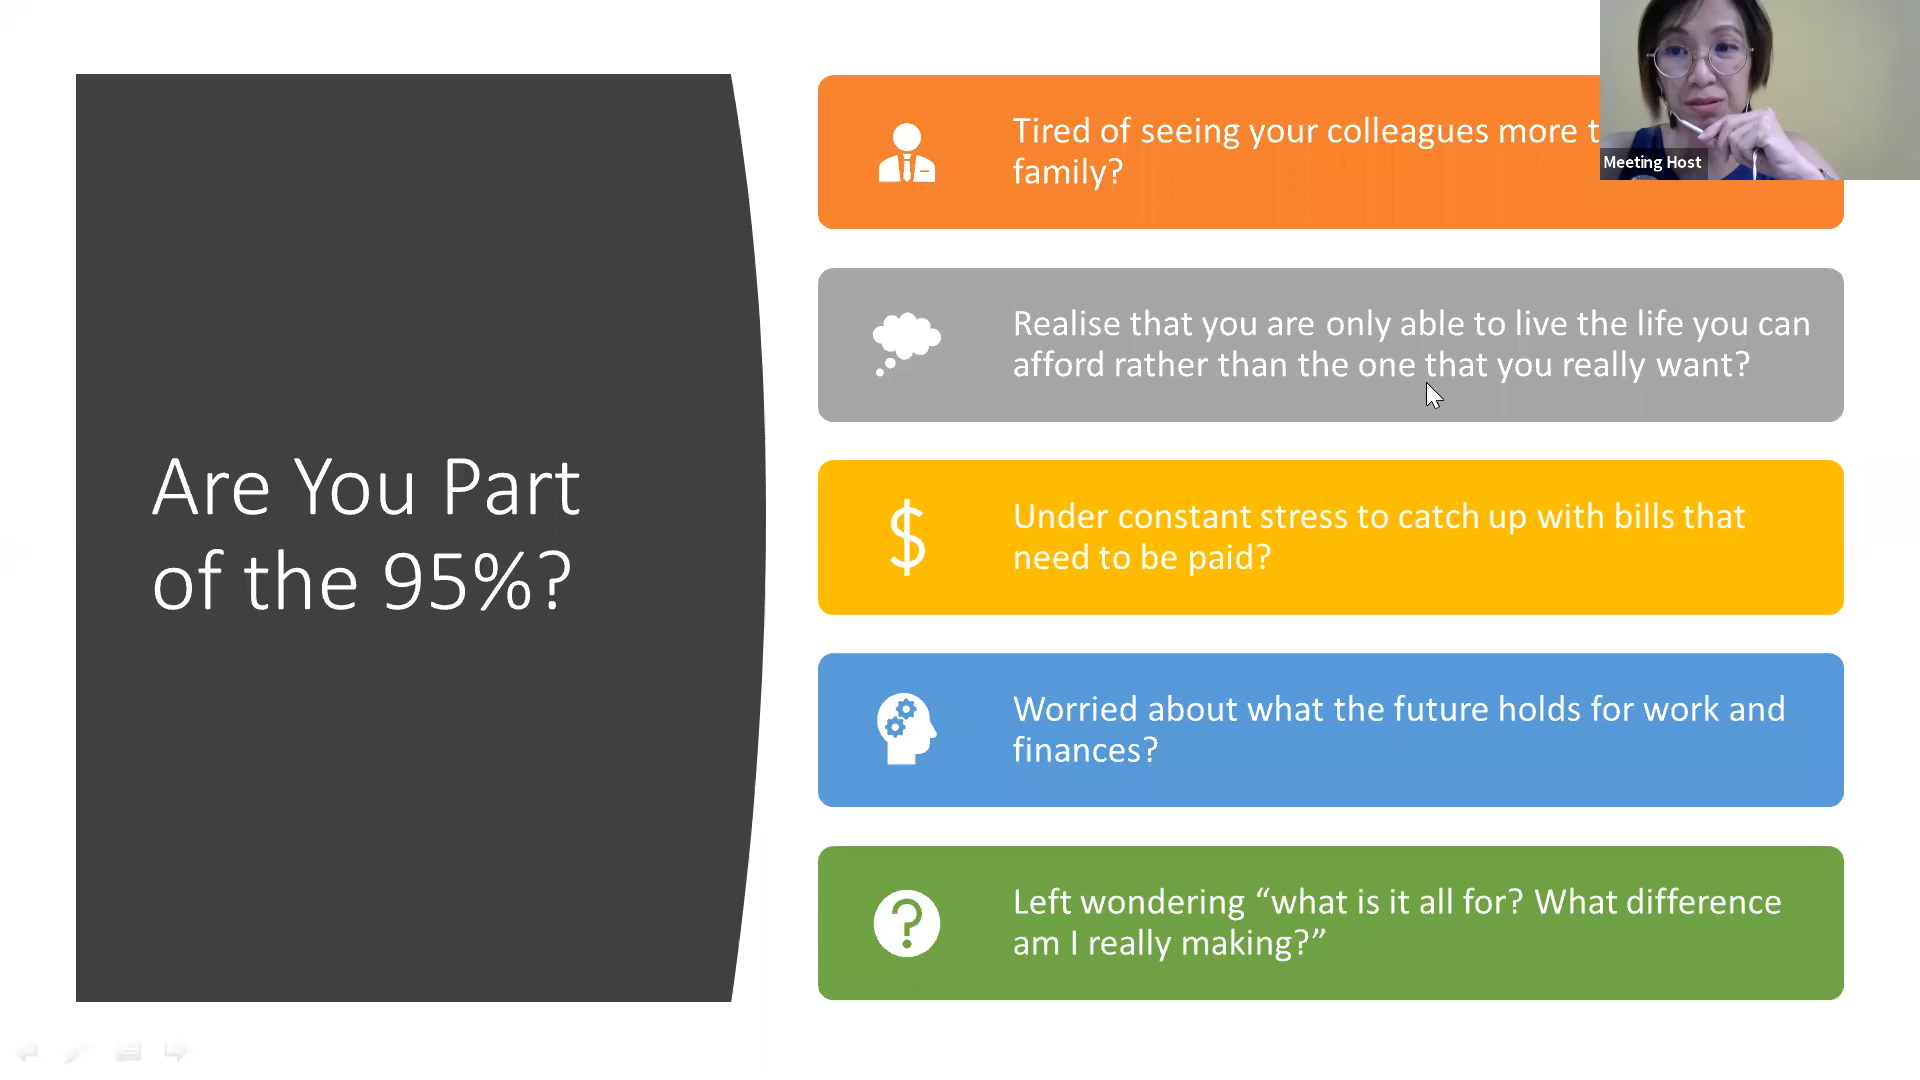 Are You Part
of the 95%?
Tired of seeing your colleagues more
family?
Meeting Host
Realise that you are only able to live the life you can
afford rather than the one that you really want?
Under constant stress to catch up with bills that
need to be paid?
Worried about what the future holds for work and
finances?
Left wondering “what is it all for? What difference
am I really making?”